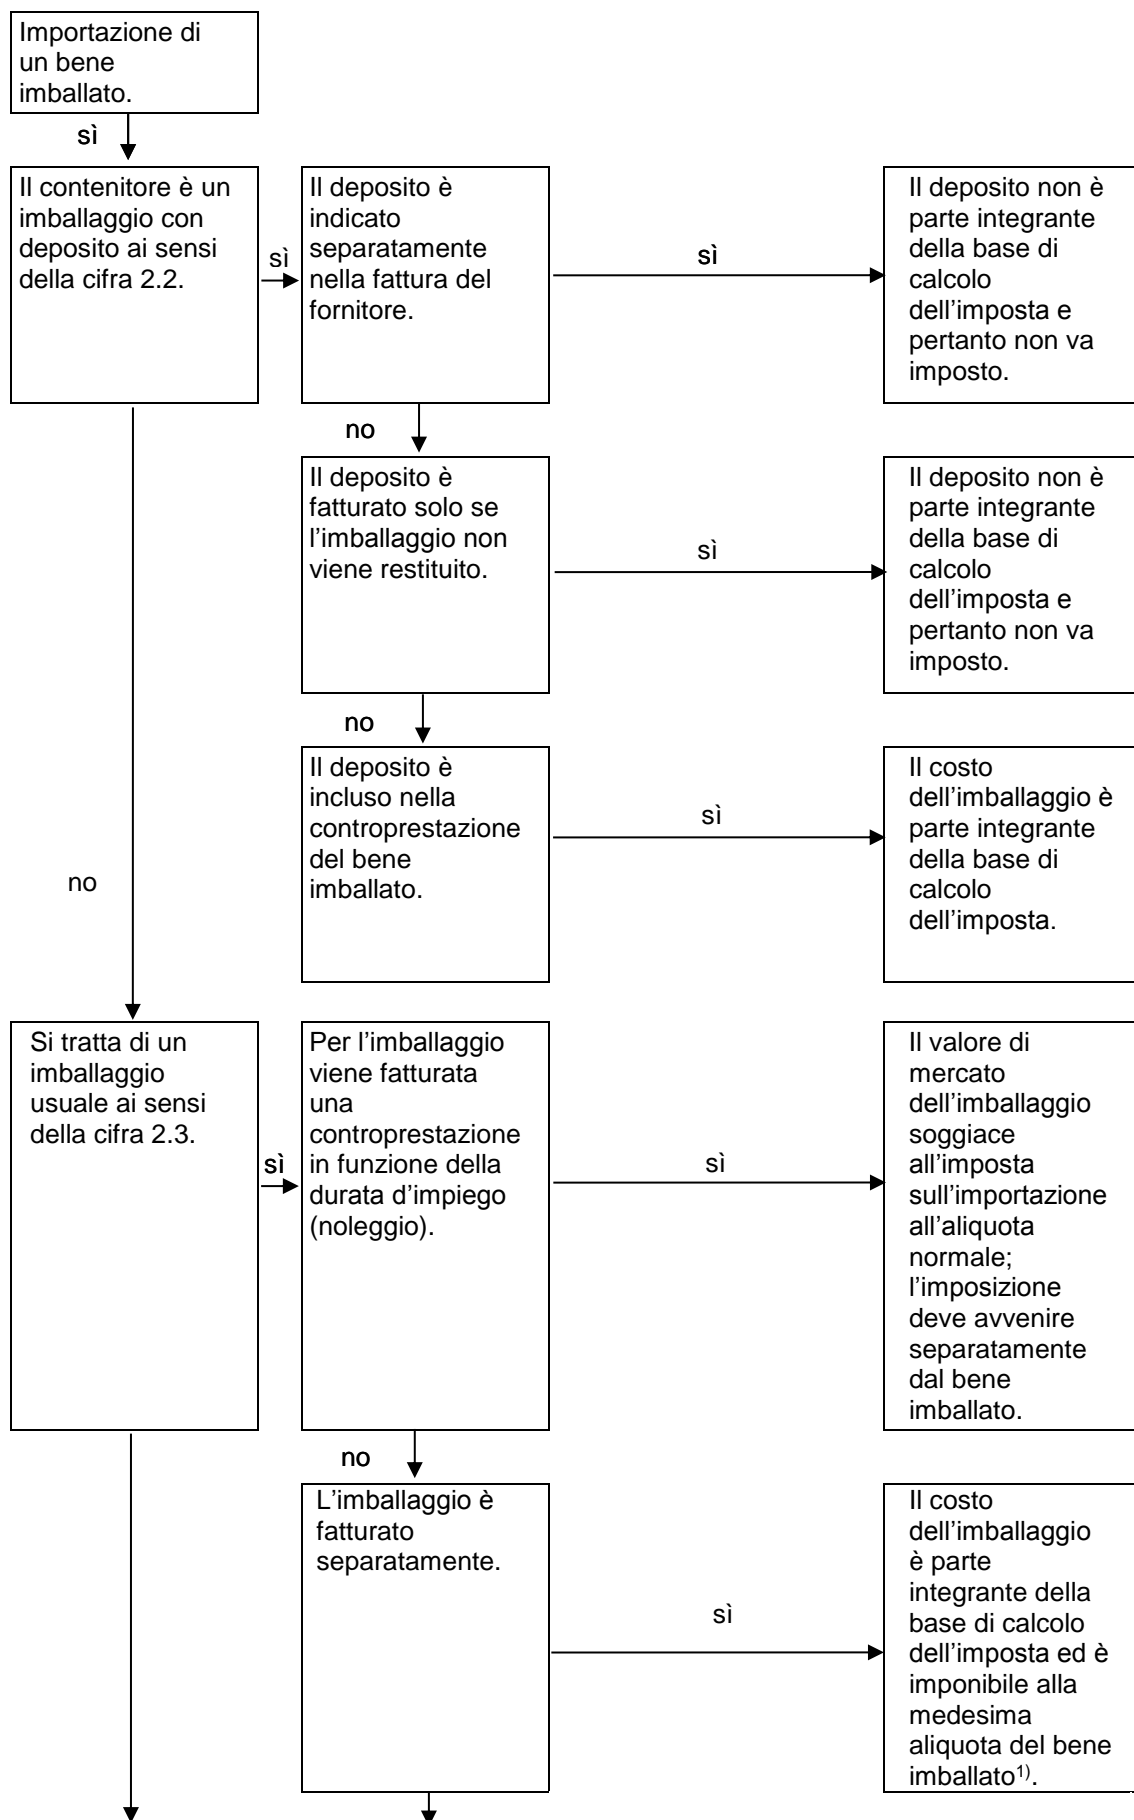 Importazione di
un bene
imballato.
sì
Il contenitore è un
imballaggio con
deposito ai sensi
della cifra 2.2.
sì
Il deposito è
indicato
separatamente
nella fattura del
fornitore.
sì
Il deposito non è
parte integrante
della base di
calcolo
dell’imposta e
pertanto non va
imposto.
no
Il deposito è
fatturato solo se
l’imballaggio non
viene restituito.
sì
Il deposito non è
parte integrante
della base di
calcolo
dell’imposta e
pertanto non va
imposto.
no
Il deposito è
incluso nella
controprestazione
del bene
imballato.
sì
Il costo
dell’imballaggio è
parte integrante
della base di
calcolo
dell’imposta.
no
Si tratta di un
imballaggio
usuale ai sensi
della cifra 2.3.
sì
Per l’imballaggio
viene fatturata
una
controprestazione
in funzione della
durata d’impiego
(noleggio).
sì
Il valore di
mercato
dell’imballaggio
soggiace
all’imposta
sull’importazione
all’aliquota
normale;
l’imposizione
deve avvenire
separatamente
dal bene
imballato.
no
L’imballaggio è
fatturato
separatamente.
sì
Il costo
dell’imballaggio
è parte
integrante della
base di calcolo
dell’imposta ed è
imponibile alla
medesima
aliquota del bene
imballato1).